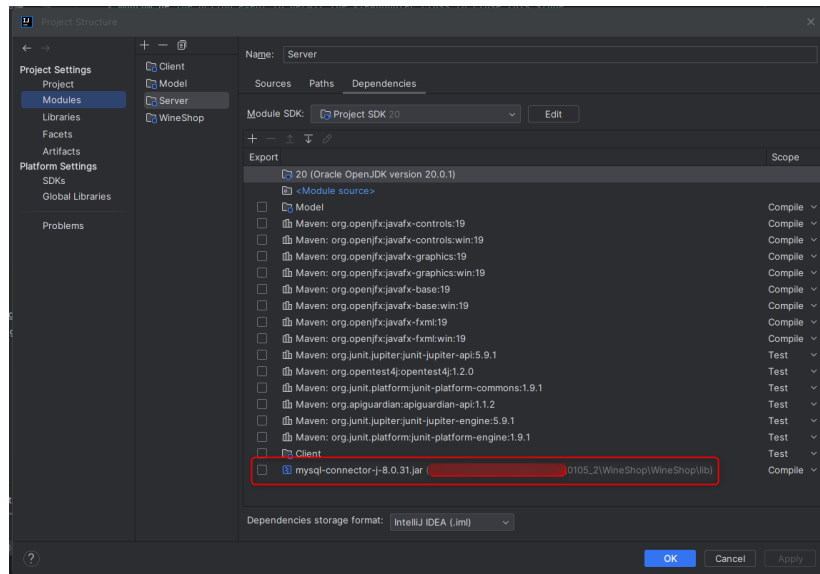 Project Structure
Project Settings
Project
Modules
Libraries
Facets
Artifacts
Platform Settings
SDKs
Global Libraries
Problems
Client
Model
Server
WineShop
Name: Server
Sources Paths Dependencies
Module SDK: Project SDK 20 Edit
Export Scope
20 (Oracle OpenJDK version 20.0.1)
<Module source>
Model Compile
Maven: org.openjfx:javafx-controls:19 Compile
Maven: org.openjfx:javafx-controls:win:19 Compile
Maven: org.openjfx:javafx-graphics:19 Compile
Maven: org.openjfx:javafx-graphics:win:19 Compile
Maven: org.openjfx:javafx-base:19 Compile
Maven: org.openjfx:javafx-base:win:19 Compile
Maven: org.openjfx:javafx-fxml:19 Compile
Maven: org.openjfx:javafx-fxml:win:19 Compile
Maven: org.junit.jupiter:junit-jupiter-api:5.9.1 Test
Maven: org.opentest4j:opentest4j:1.2.0 Test
Maven: org.junit.platform:junit-platform-commons:1.9.1 Test
Maven: org.apiguardian:apiguardian-api:1.1.2 Test
Maven: org.junit.jupiter:junit-jupiter-engine:5.9.1 Test
Maven: org.junit.platform:junit-platform-engine:1.9.1 Test
Client Test
mysql-connector-j-8.0.31.jar ( 0105_2\WineShop\WineShop\lib) Compile
Dependencies storage format: IntelliJ IDEA (.iml)
? OK Cancel Apply